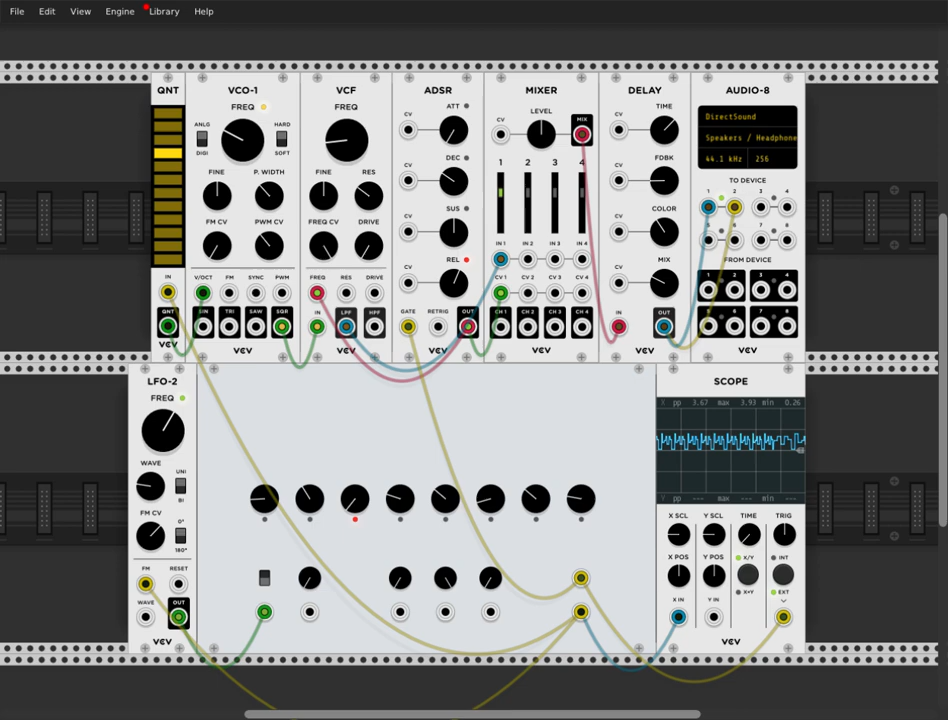 File Edit View Engine Library Help
QNT VCO-1 VCF ADSR MIXER DELAY AUDIO-8
FREQ FREQ ATT LEVEL MIX TIME
ANLG HARD CV CV CV DirectSound
DIGI SOFT Speakers / Headphone
DEC 1 2 3 4 FDBK
CV CV 44.1 kHz 256
FINE P. WIDTH FINE RES TO DEVICE
SUS COLOR 1 2 3 4
FM CV PWM CV FREQ CV DRIVE CV CV
IN 1 IN 2 IN 3 IN 4
REL MIX FROM DEVICE
IN V/OCT FM SYNC PWM FREQ RES DRIVE CV CV 1 CV 2 CV 3 CV 4 CV 1 2 3 4
QNT SIN TRI SAW SQR IN LPF HPF GATE RETRIG OUT CH 1 CH 2 CH 3 CH 4 IN OUT 5 6 7 8
VCV VCV VCV VCV VCV VCV VCV
LFO-2 SCOPE
FREQ X pp 3.67 max 3.93 min 0.26
WAVE
UNI
BI
Y pp --- max --- min ---
FM CV X SCL Y SCL TIME TRIG
0°
180°
X POS Y POS X/Y INT
FM RESET
X×Y EXT
WAVE OUT X IN Y IN
VCV VCV